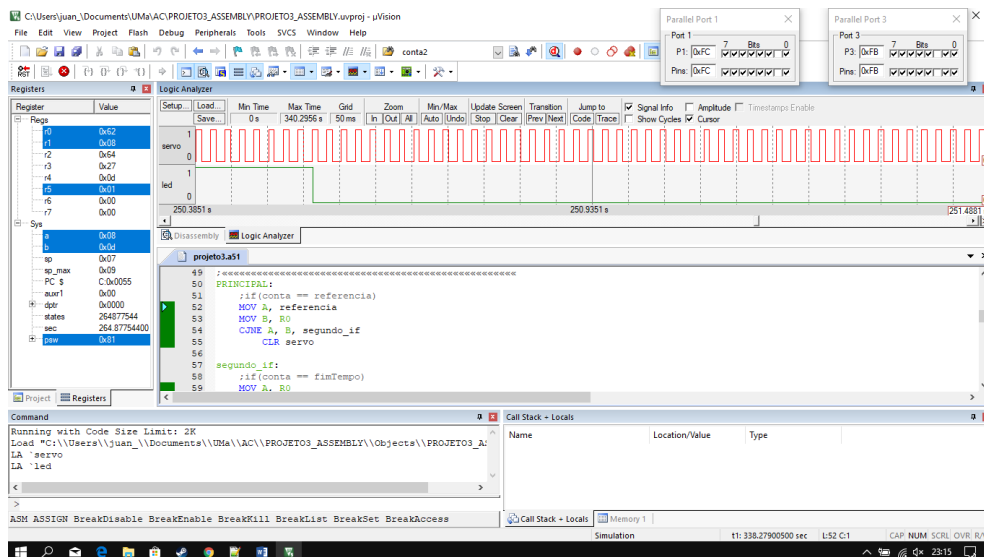 C:\Users\juan_\Documents\UMa\AC\PROJETO3_ASSEMBLY\PROJETO3_ASSEMBLY.uvproj - µVision
File Edit View Project Flash Debug Peripherals Tools SVCS Window Help
conta2
Parallel Port 1
Port 1
7 Bits 0
P1: 0xFC
Pins: 0xFC
Parallel Port 3
Port 3
7 Bits 0
P3: 0xFB
Pins: 0xFB
RST
Registers
Register Value
Regs
r0 0x62
r1 0x08
r2 0x64
r3 0x27
r4 0x0d
r5 0x01
r6 0x00
r7 0x00
Sys
a 0x08
b 0x0d
sp 0x07
sp_max 0x09
PC $ C:0x0055
auxr1 0x00
dptr 0x0000
states 264877544
sec 264.87754400
psw 0x81
Project Registers
Logic Analyzer
Setup... Load... Min Time Max Time Grid Zoom Min/Max Update Screen Transition Jump to Signal Info Amplitude Timestamps Enable
Save... 0 s 340.2956 s 50 ms In Out All Auto Undo Stop Clear Prev Next Code Trace Show Cycles Cursor
1
servo
0
1
led
0
250.3851 s 250.9351 s 251.4881
Disassembly Logic Analyzer
projeto3.a51
49 ;<<<<<<<<<<<<<<<<<<<<<<<<<<<<<<<<<<<<<<<<<<<<<<<<<<<
50 PRINCIPAL:
51 ;if(conta == referencia)
52 MOV A, referencia
53 MOV B, R0
54 CJNE A, B, segundo_if
55 CLR servo
56
57 segundo_if:
58 ;if(conta == fimTempo)
59 MOV A, R0
Command
Running with Code Size Limit: 2K
Load "C:\\Users\\juan_\\Documents\\UMa\\AC\\PROJETO3_ASSEMBLY\\Objects\\PROJETO3_A
LA `servo
LA `led
>
ASM ASSIGN BreakDisable BreakEnable BreakKill BreakList BreakSet BreakAccess
Call Stack + Locals
Name Location/Value Type
Call Stack + Locals Memory 1
Simulation t1: 338.27900500 sec L:52 C:1 CAP NUM SCRL OVR R/
23:15